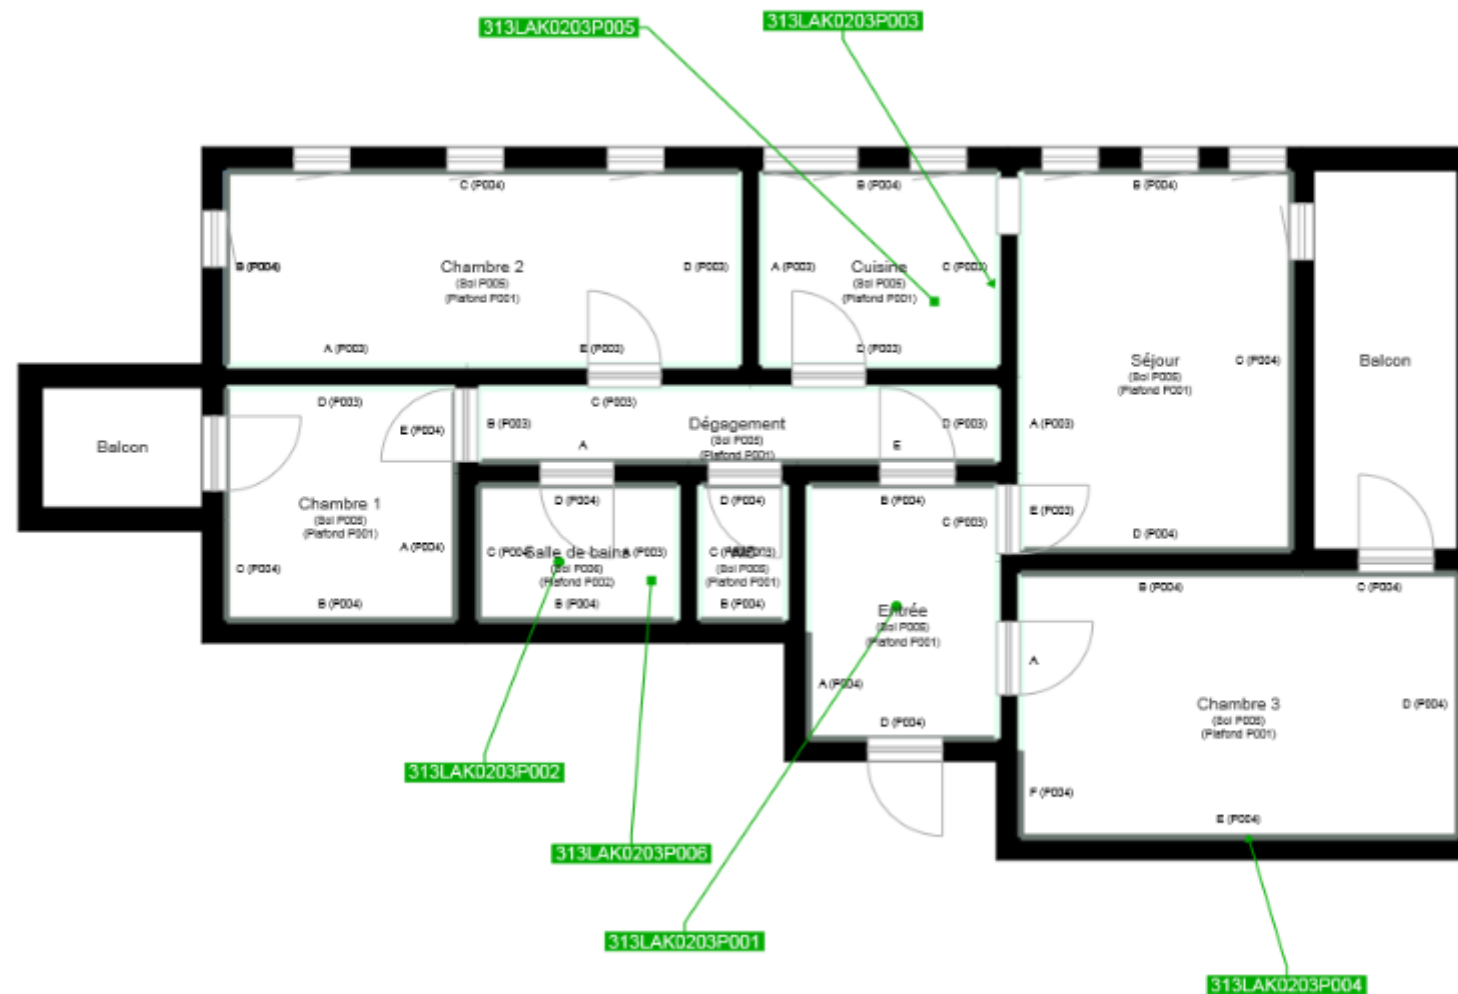 313LAK0203P005
313LAK0203P003
C (P004)
B (P004)
B (P004)
B (P004)
Chambre 2
(Sol P005)
(Plafond P001)
D (P003)
A (P003)
Cuisine
(Sol P005)
(Plafond P001)
C (P003)
A (P003)
E (P003)
D (P003)
Séjour
(Sol P005)
(Plafond P001)
C (P004)
Balcon
D (P003)
C (P003)
E (P004)
B (P003)
Dégagement
(Sol P005)
(Plafond P001)
D (P003)
A (P003)
Balcon
A
E
Chambre 1
(Sol P005)
(Plafond P001)
D (P004)
D (P004)
B (P004)
C (P003)
E (P003)
D (P004)
A (P004)
C (P004)
Salle de bains
(Sol P006)
(Plafond P002)
A (P003)
(Sol P005)
(Plafond P001)
C (P004)
B (P004)
B (P004)
B (P004)
Entrée
(Sol P005)
(Plafond P001)
B (P004)
C (P004)
A
A (P004)
D (P004)
Chambre 3
(Sol P005)
(Plafond P001)
D (P004)
F (P004)
E (P004)
313LAK0203P002
313LAK0203P006
313LAK0203P001
313LAK0203P004